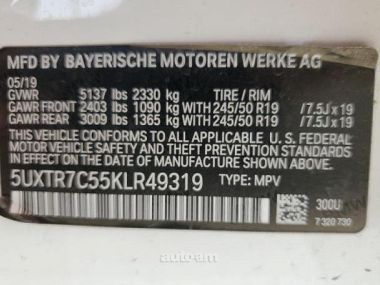 MFD BY BAYERISCHE MOTOREN WERKE AG
05/19
GVWR 5137 lbs 2330 kg TIRE / RIM
GAWR FRONT 2403 lbs 1090 kg WITH 245/50 R19 /7.5J x 19
GAWR REAR 3009 lbs 1365 kg WITH 245/50 R19 /7.5J x 19
THIS VEHICLE CONFORMS TO ALL APPLICABLE U.S. FEDERAL
MOTOR VEHICLE SAFETY, BUMPER, AND THEFT PREVENTION
STANDARDS IN EFFECT ON THE DATE OF MANUFACTURE SHOWN ABOVE.
5UXTR7C55KLR49319 TYPE: MPV
300U
7 320 730
auto-am